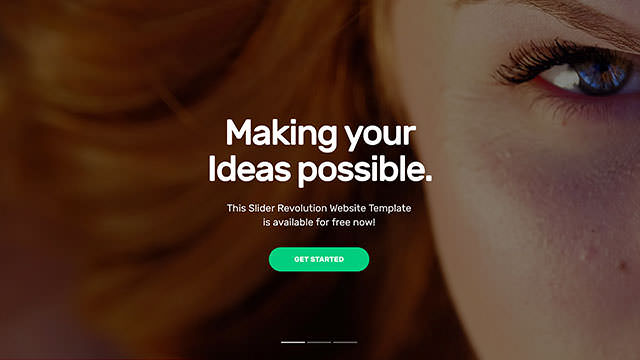 Making your
Ideas possible.
This Slider Revolution Website Template
is available for free now!
GET STARTED